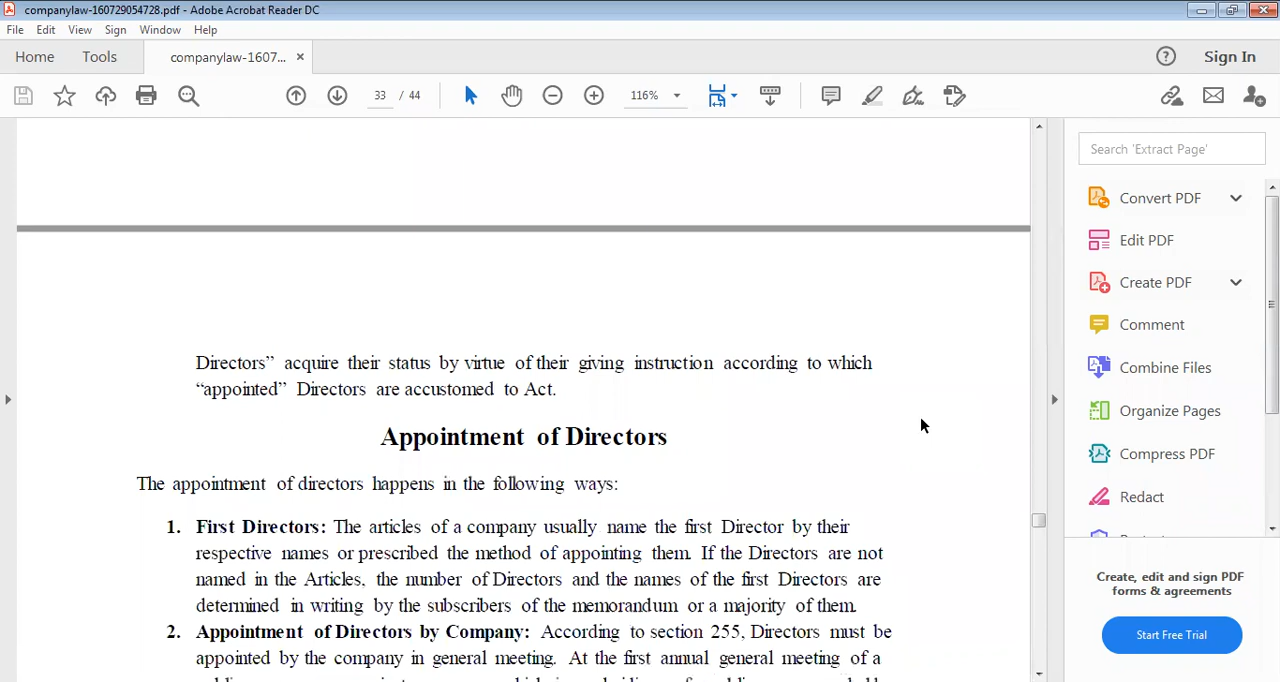 companylaw-160729054728.pdf - Adobe Acrobat Reader DC
File Edit View Sign Window Help
Home Tools companylaw-1607... × ? Sign In
33 / 44 116%
Search 'Extract Page'
Convert PDF
Edit PDF
Create PDF
Comment
Combine Files
Organize Pages
Compress PDF
Redact
Create, edit and sign PDF
forms & agreements
Start Free Trial
Directors” acquire their status by virtue of their giving instruction according to which
“appointed” Directors are accustomed to Act.
Appointment of Directors
The appointment of directors happens in the following ways:
1. First Directors: The articles of a company usually name the first Director by their
respective names or prescribed the method of appointing them. If the Directors are not
named in the Articles, the number of Directors and the names of the first Directors are
determined in writing by the subscribers of the memorandum or a majority of them.
2. Appointment of Directors by Company: According to section 255, Directors must be
appointed by the company in general meeting. At the first annual general meeting of a